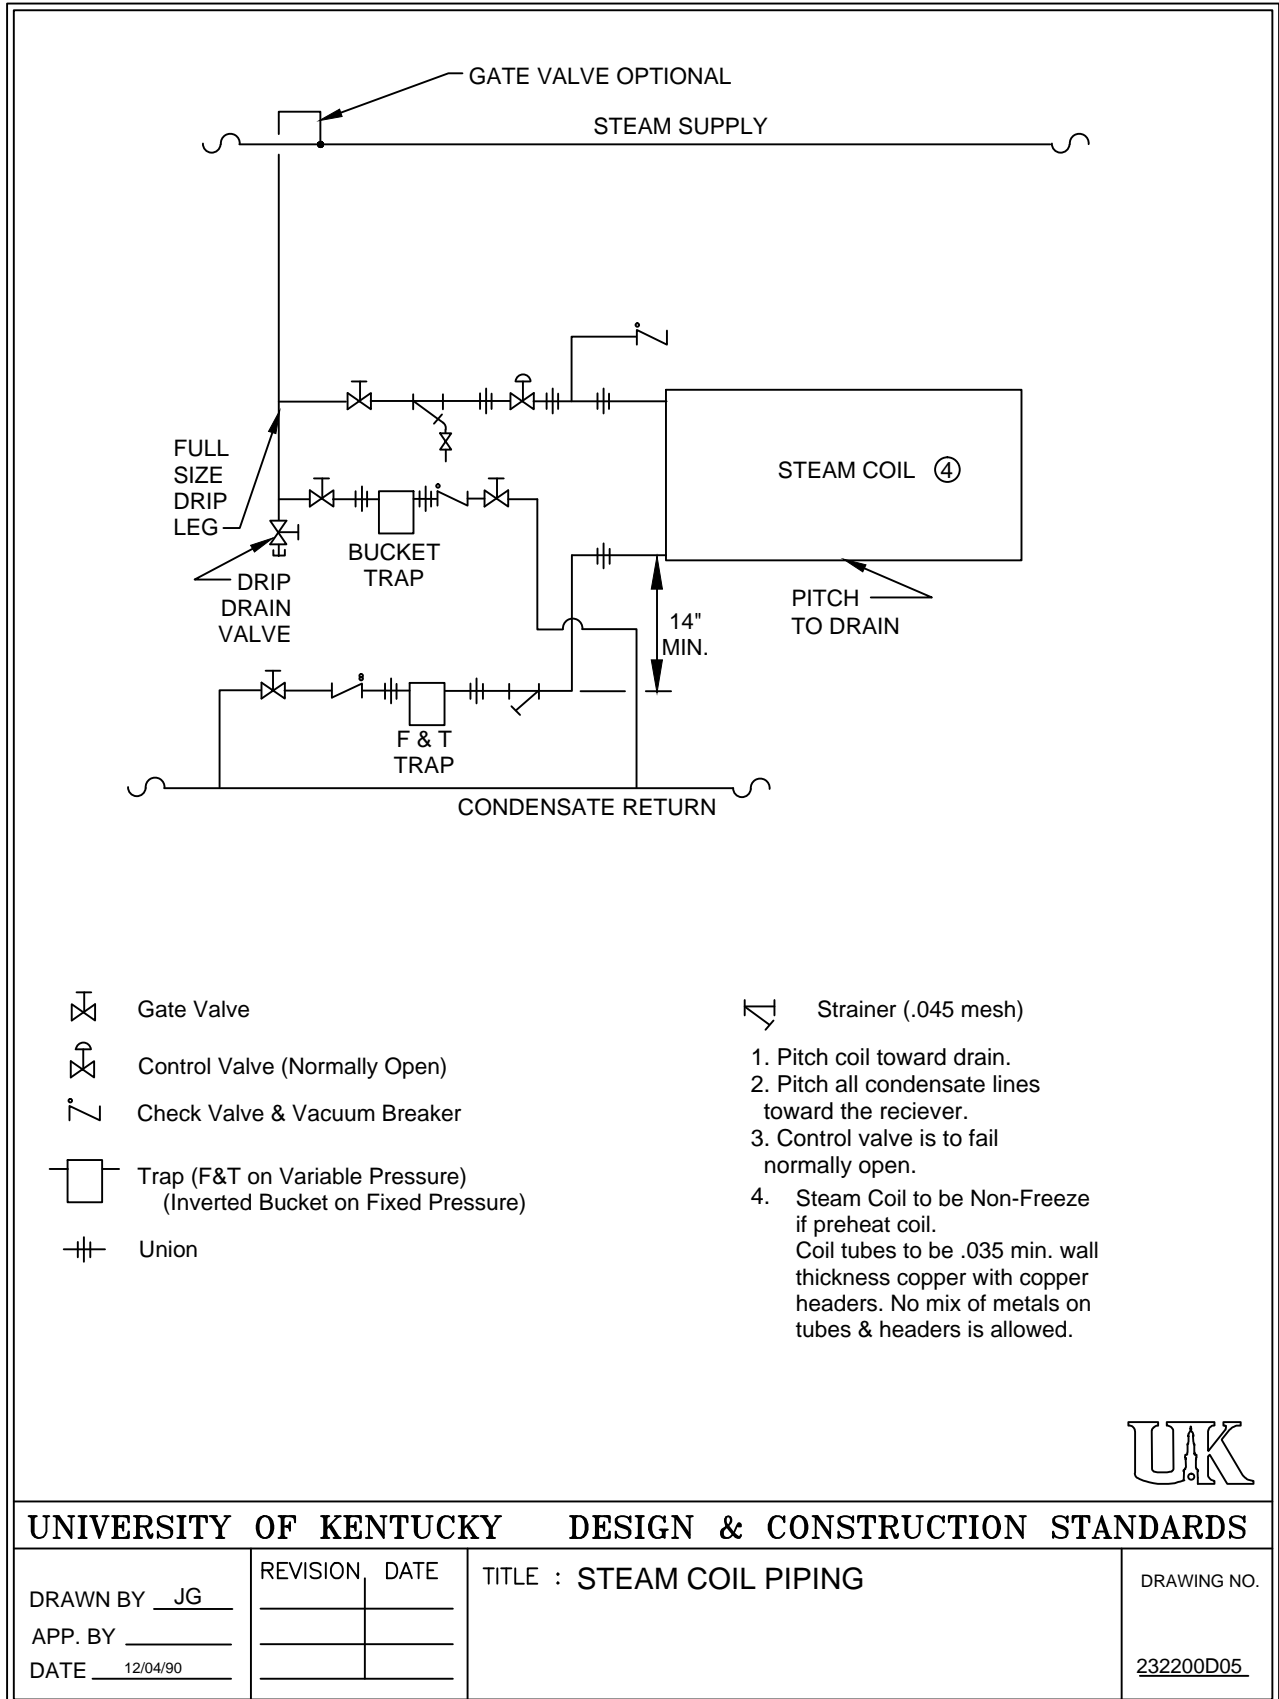 GATE VALVE OPTIONAL
STEAM SUPPLY
FULL
SIZE
DRIP
LEG
STEAM COIL ④
BUCKET
TRAP
DRIP
DRAIN
VALVE
14"
MIN.
PITCH
TO DRAIN
F & T
TRAP
CONDENSATE RETURN
Gate Valve
Control Valve (Normally Open)
Check Valve & Vacuum Breaker
Trap (F&T on Variable Pressure)
(Inverted Bucket on Fixed Pressure)
Union
Strainer (.045 mesh)
1. Pitch coil toward drain.
2. Pitch all condensate lines
toward the reciever.
3. Control valve is to fail
normally open.
4. Steam Coil to be Non-Freeze
if preheat coil.
Coil tubes to be .035 min. wall
thickness copper with copper
headers. No mix of metals on
tubes & headers is allowed.
UK
UNIVERSITY OF KENTUCKY DESIGN & CONSTRUCTION STANDARDS
DRAWN BY JG
APP. BY
DATE 12/04/90
REVISION DATE
TITLE : STEAM COIL PIPING
DRAWING NO.
232200D05